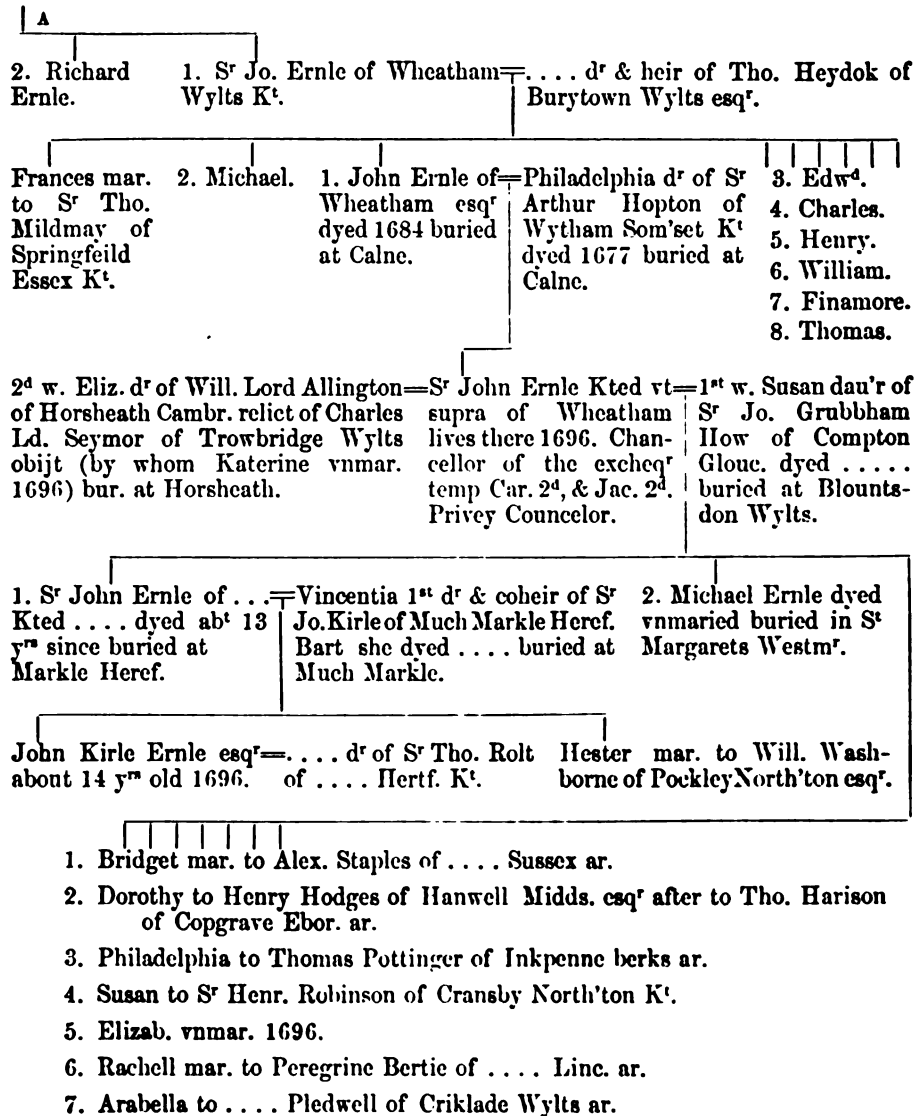 A
2. Richard
Ernle.
1. Sʳ Jo. Ernle of Wheatham=
Wylts Kᵗ.
. . . . dʳ & heir of Tho. Heydok of
Burytown Wylts esqʳ.
Frances mar.
to Sʳ Tho.
Mildmay of
Springfeild
Essex Kᵗ.
2. Michael.
1. John Ernle of=
Wheatham esqʳ
dyed 1684 buried
at Calne.
Philadelphia dʳ of Sʳ
Arthur Hopton of
Wytham Som'set Kᵗ
dyed 1677 buried at
Calne.
3. Edwᵈ.
4. Charles.
5. Henry.
6. William.
7. Finamore.
8. Thomas.
2ᵈ w. Eliz. dʳ of Will. Lord Allington=
of Horsheath Cambr. relict of Charles
Ld. Seymor of Trowbridge Wylts
obijt (by whom Katerine vnmar.
1696) bur. at Horsheath.
Sʳ John Ernle Kted vt=
supra of Wheatham
lives there 1696. Chan-
cellor of the excheqʳ
temp Car. 2ᵈ, & Jac. 2ᵈ.
Privey Councelor.
1ˢᵗ w. Susan dau'r of
Sʳ Jo. Grubbham
How of Compton
Glouc. dyed . . . . .
buried at Blounts-
don Wylts.
1. Sʳ John Ernle of . . .=
Kted . . . . dyed abᵗ 13
yʳˢ since buried at
Markle Heref.
Vincentia 1ˢᵗ dʳ & coheir of Sʳ
Jo. Kirle of Much Markle Heref.
Bart she dyed . . . . buried at
Much Markle.
2. Michael Ernle dyed
vnmaried buried in Sᵗ
Margarets Westmʳ.
John Kirle Ernle esqʳ=
about 14 yʳˢ old 1696.
. . . . dʳ of Sʳ Tho. Rolt
of . . . . Hertf. Kᵗ.
Hester mar. to Will. Wash-
borne of Pockley North'ton esqʳ.
1. Bridget mar. to Alex. Staples of . . . . Sussex ar.
2. Dorothy to Henry Hodges of Hanwell Midds. esqʳ after to Tho. Harison
of Copgrave Ebor. ar.
3. Philadelphia to Thomas Pottinger of Inkpenne berks ar.
4. Susan to Sʳ Henr. Robinson of Cransby North'ton Kᵗ.
5. Elizab. vnmar. 1696.
6. Rachell mar. to Peregrine Bertie of . . . . Linc. ar.
7. Arabella to . . . . Pledwell of Criklade Wylts ar.